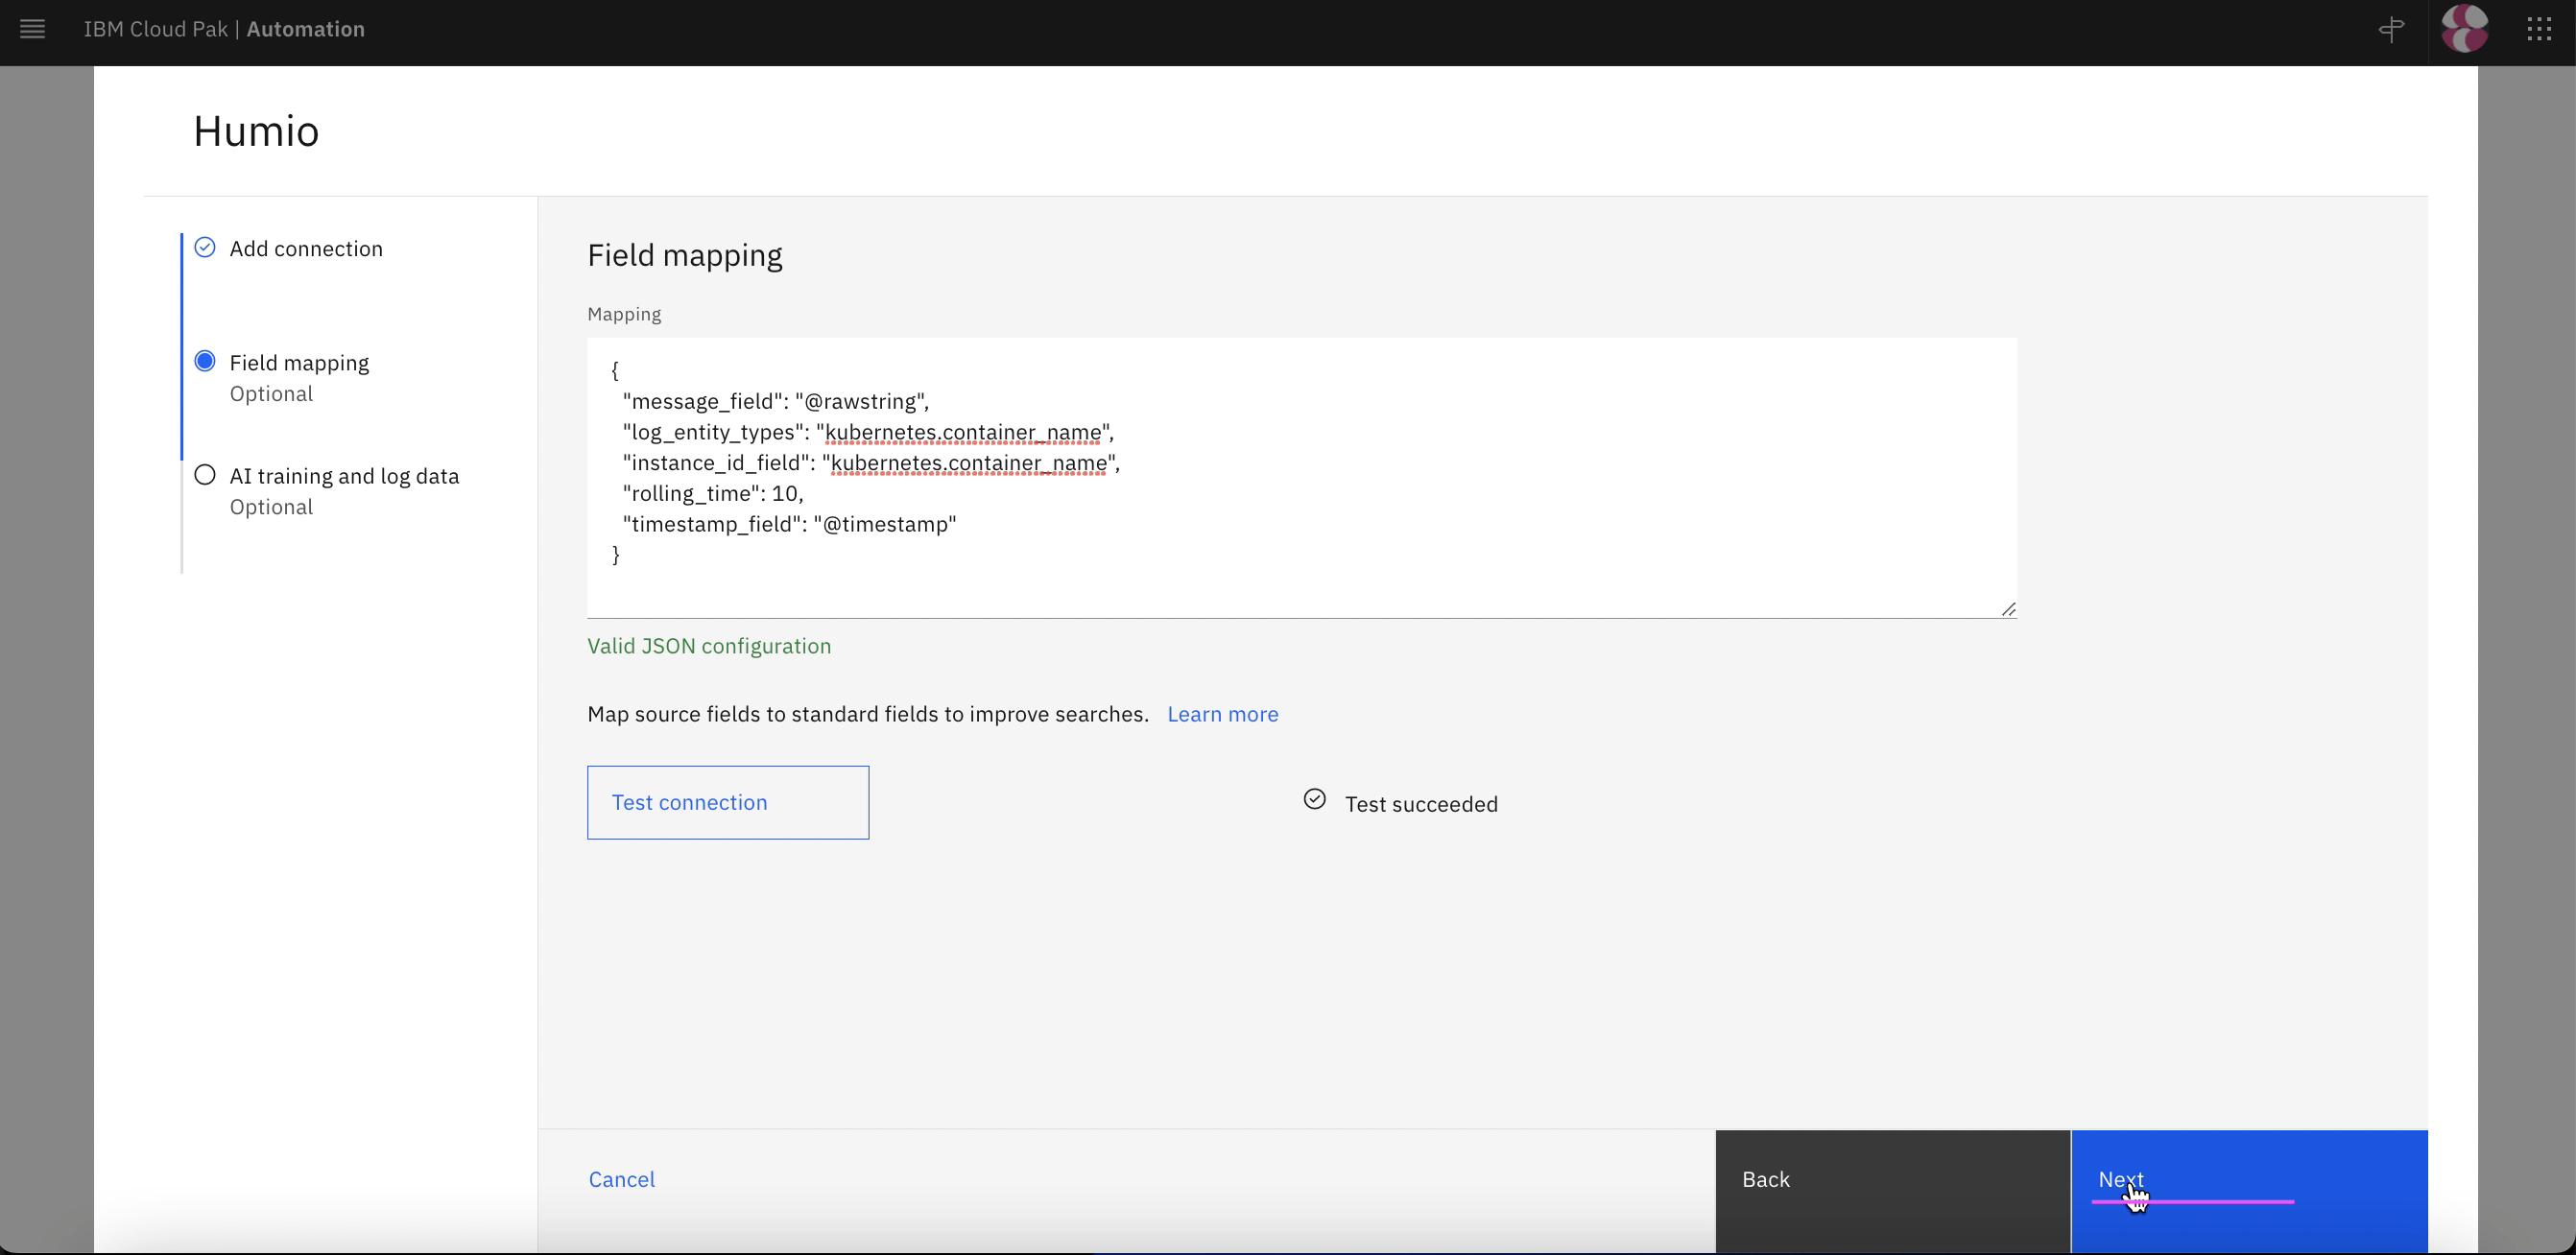 IBM Cloud Pak | Automation
Humio
Add connection
Field mapping
Optional
AI training and log data
Optional
Field mapping
Mapping
{
"message_field": "@rawstring",
"log_entity_types": "kubernetes.container_name",
"instance_id_field": "kubernetes.container_name",
"rolling_time": 10,
"timestamp_field": "@timestamp"
}
Valid JSON configuration
Map source fields to standard fields to improve searches. Learn more
Test connection
Test succeeded
Cancel
Back
Next